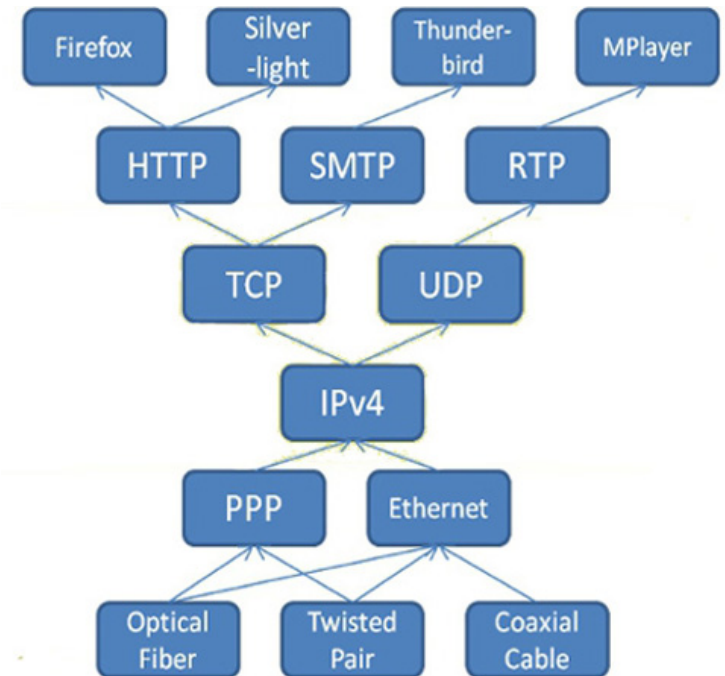 Firefox
Silver
-light
Thunder-
bird
MPlayer
HTTP
SMTP
RTP
TCP
UDP
IPv4
PPP
Ethernet
Optical
Fiber
Twisted
Pair
Coaxial
Cable